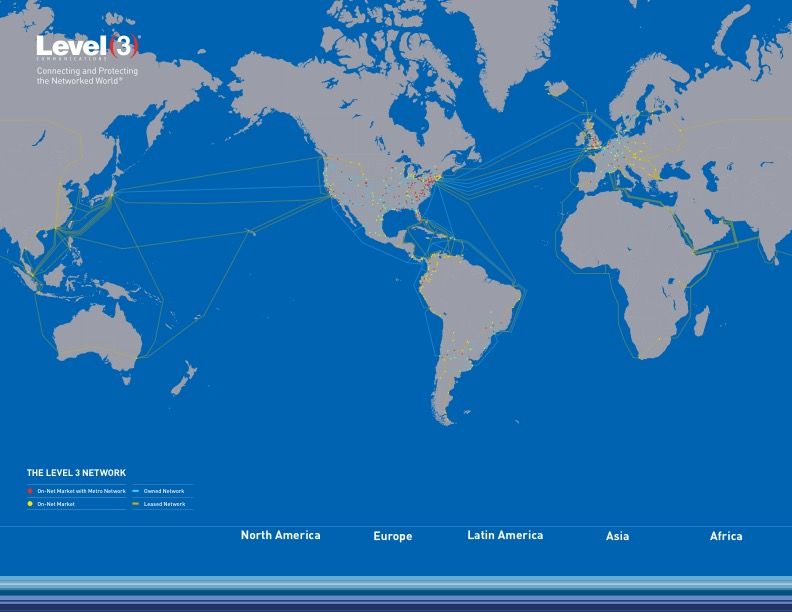 Level(3)
COMMUNICATIONS
Connecting and Protecting
the Networked World®
THE LEVEL 3 NETWORK
On-Net Market with Metro Network
Owned Network
On-Net Market
Leased Network
North America
Europe
Latin America
Asia
Africa